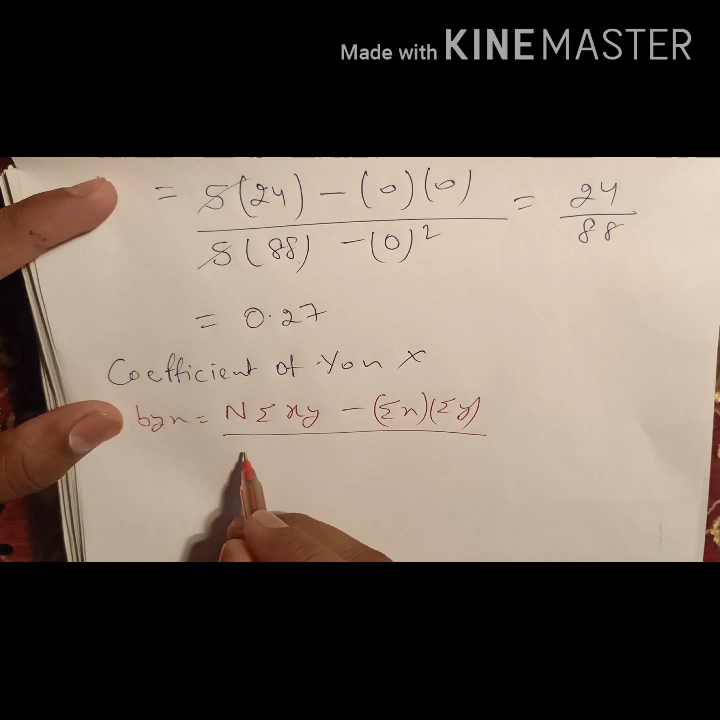 Made with KINEMASTER
= 5(24) - (0)(0) = 24
5(88) - (0)² 88
= 0.27
Coefficient of Y on X
byx = NΣxy - (Σx)(Σy)